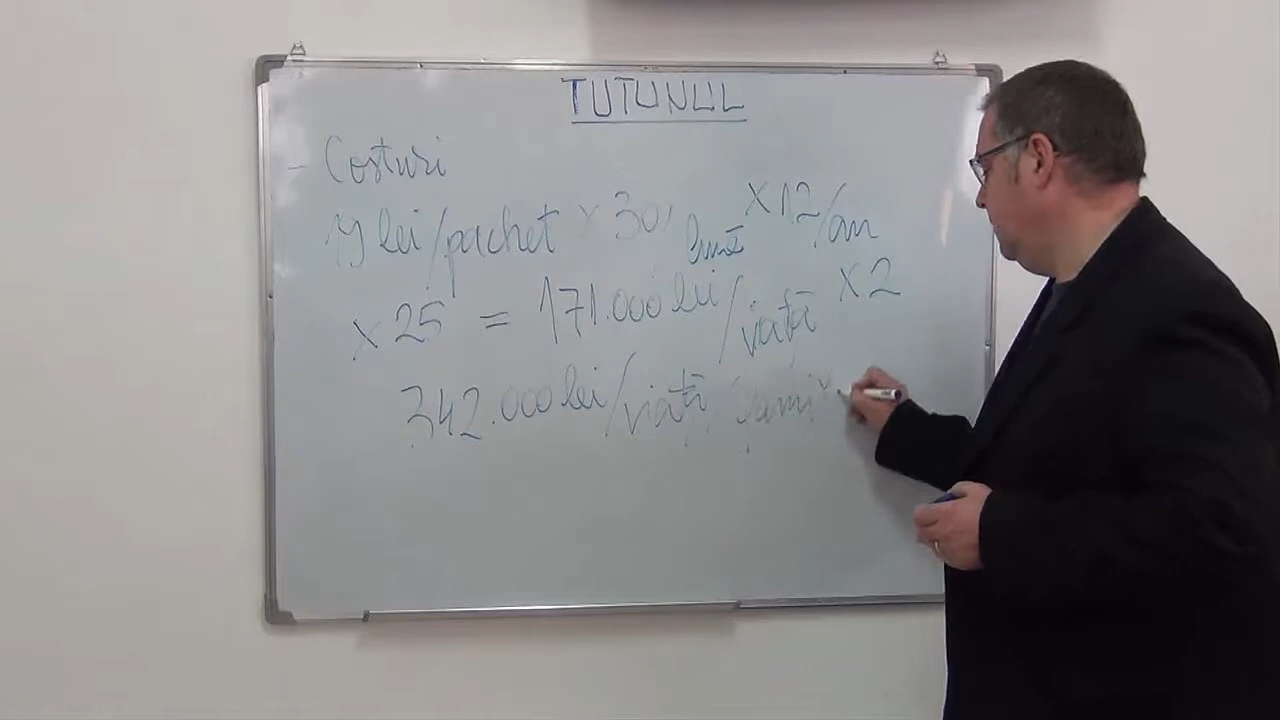 TUTUNUL
- Costuri
19 lei/pachet x 30/ lună x 12/an
x 25 = 171.000 lei/viață x 2
342.000 lei/viață